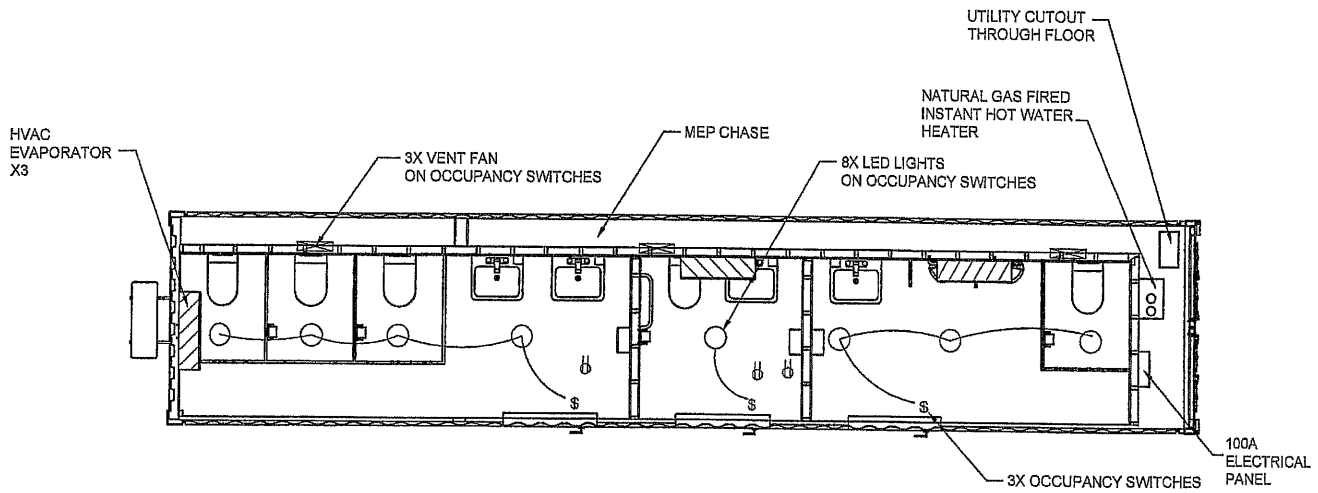 UTILITY CUTOUT
THROUGH FLOOR
NATURAL GAS FIRED
INSTANT HOT WATER
HEATER
HVAC
EVAPORATOR
X3
MEP CHASE
3X VENT FAN
ON OCCUPANCY SWITCHES
8X LED LIGHTS
ON OCCUPANCY SWITCHES
$
$
$
100A
ELECTRICAL
PANEL
3X OCCUPANCY SWITCHES